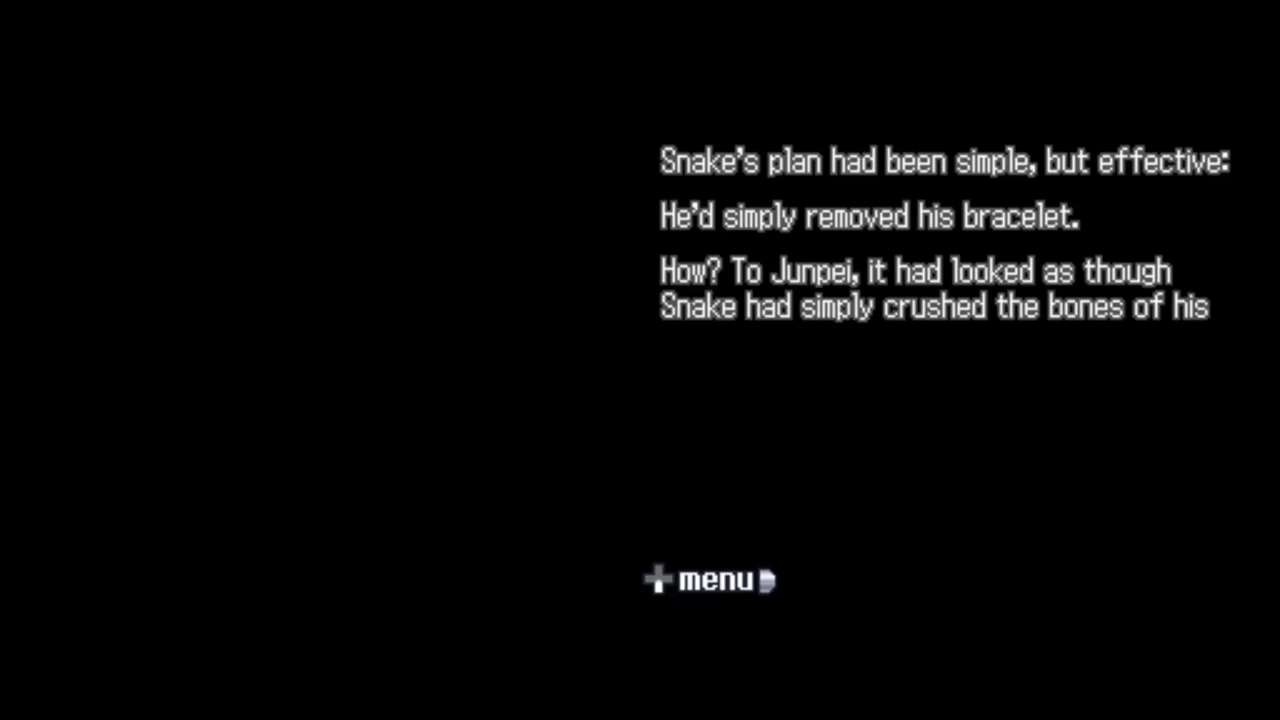 Snake's plan had been simple, but effective:
He'd simply removed his bracelet.
How? To Junpei, it had looked as though
Snake had simply crushed the bones of his
menu